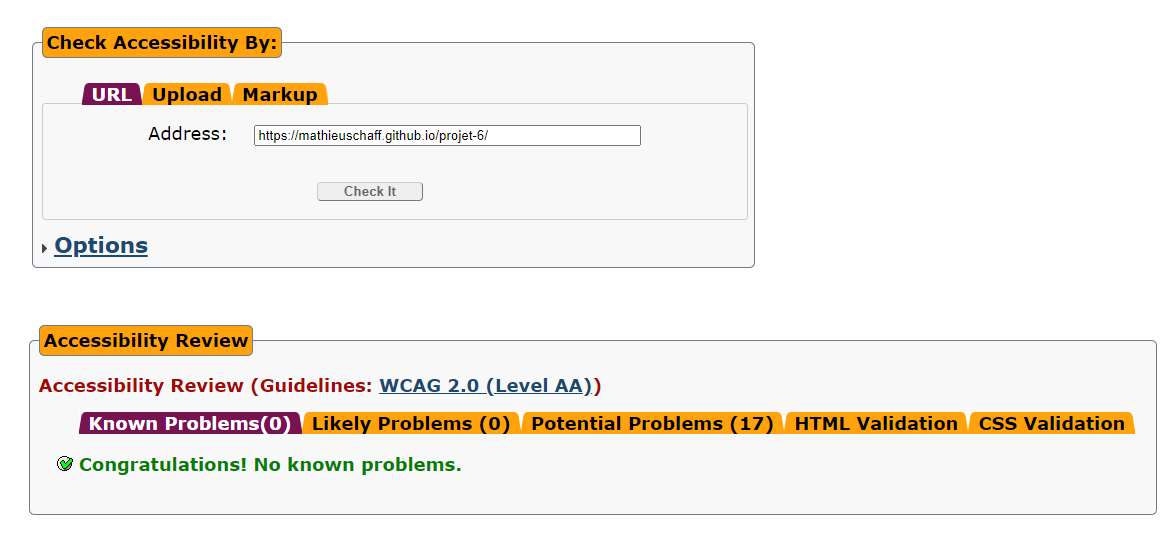 Check Accessibility By:
URL Upload Markup
Address: https://mathieuschaff.github.io/projet-6/
Check It
Options
Accessibility Review
Accessibility Review (Guidelines: WCAG 2.0 (Level AA))
Known Problems(0) Likely Problems (0) Potential Problems (17) HTML Validation CSS Validation
Congratulations! No known problems.